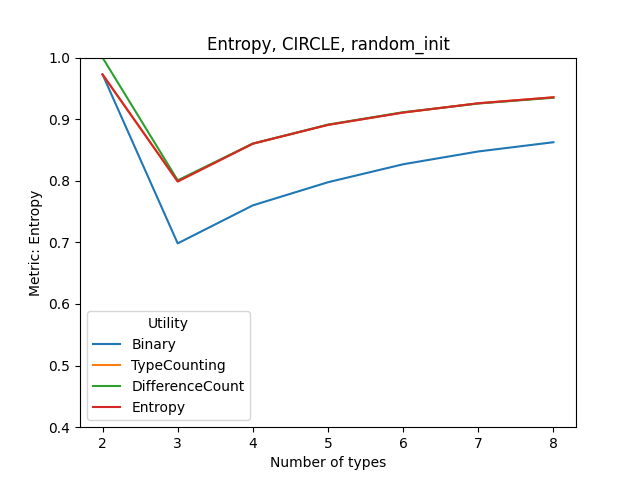 Entropy, CIRCLE, random_init
Metric: Entropy
1.0
0.9
0.8
0.7
0.6
0.5
0.4
Utility
Binary
TypeCounting
DifferenceCount
Entropy
2 3 4 5 6 7 8
Number of types